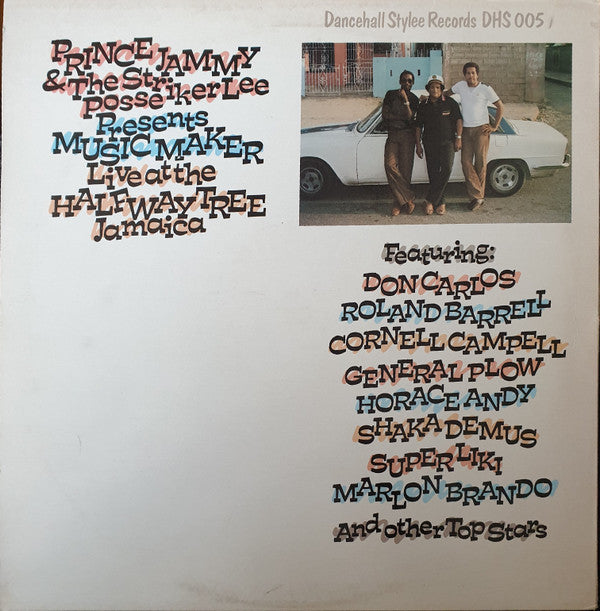 Dancehall Stylee Records DHS 005
PRINCE JAMMY
& The Striker Lee
Posse
Presents
MUSIC MAKER
Live at the
HALFWAY TREE
Jamaica
Featuring:
DON CARLOS
ROLAND BARRELL
CORNELL CAMPELL
GENERAL PLOW
HORACE ANDY
SHAKA DEMUS
SUPER LIKI
MARLON BRANDO
And other Top Stars